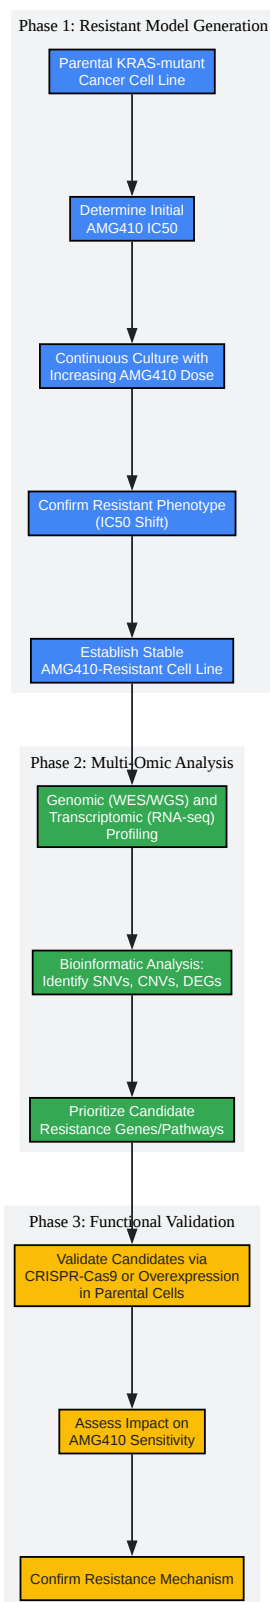 Phase 1: Resistant Model Generation
Parental KRAS-mutant
Cancer Cell Line
Determine Initial
AMG410 IC50
Continuous Culture with
Increasing AMG410 Dose
Confirm Resistant Phenotype
(IC50 Shift)
Establish Stable
AMG410-Resistant Cell Line
Phase 2: Multi-Omic Analysis
Genomic (WES/WGS) and
Transcriptomic (RNA-seq)
Profiling
Bioinformatic Analysis:
Identify SNVs, CNVs, DEGs
Prioritize Candidate
Resistance Genes/Pathways
Phase 3: Functional Validation
Validate Candidates via
CRISPR-Cas9 or Overexpression
in Parental Cells
Assess Impact on
AMG410 Sensitivity
Confirm Resistance Mechanism